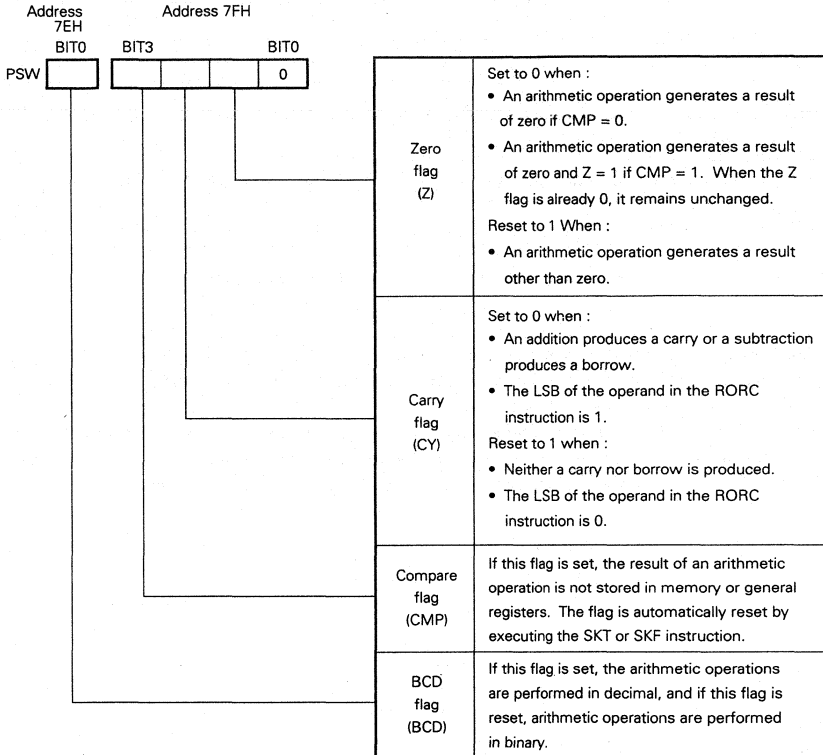 Address
7EH
Address 7FH
BIT0
BIT3
BIT0
PSW
0
Zero
flag
(Z)
Set to 0 when :
• An arithmetic operation generates a result
of zero if CMP = 0.
• An arithmetic operation generates a result
of zero and Z = 1 if CMP = 1. When the Z
flag is already 0, it remains unchanged.
Reset to 1 When :
• An arithmetic operation generates a result
other than zero.
Carry
flag
(CY)
Set to 0 when :
• An addition produces a carry or a subtraction
produces a borrow.
• The LSB of the operand in the RORC
instruction is 1.
Reset to 1 when :
• Neither a carry nor borrow is produced.
• The LSB of the operand in the RORC
instruction is 0.
Compare
flag
(CMP)
If this flag is set, the result of an arithmetic
operation is not stored in memory or general
registers. The flag is automatically reset by
executing the SKT or SKF instruction.
BCD
flag
(BCD)
If this flag is set, the arithmetic operations
are performed in decimal, and if this flag is
reset, arithmetic operations are performed
in binary.